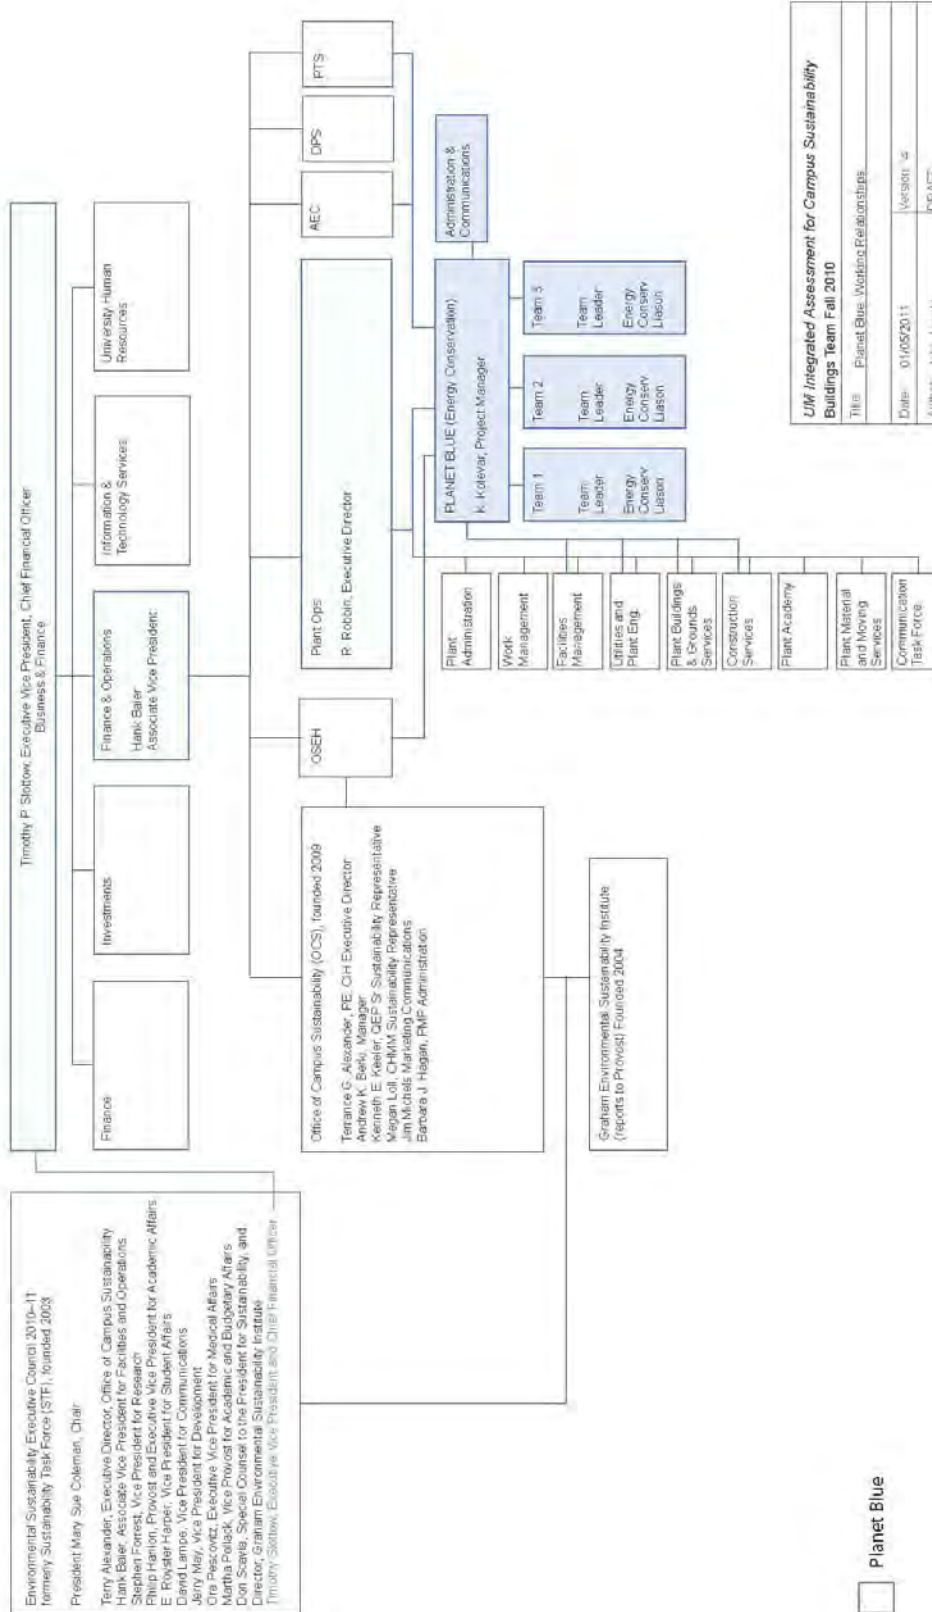 Environmental Sustainability Executive Council 2010–11
formerly Sustainability Task Force (STF), founded 2003
President Mary Sue Coleman, Chair
Terry Alexander, Executive Director, Office of Campus Sustainability
Hank Baier, Associate Vice President for Facilities and Operations
Stephen Forrest, Vice President for Research
Philip Hanlon, Provost and Executive Vice President for Academic Affairs
E. Royster Harper, Vice President for Student Affairs
David Lampe, Vice President for Communications
Jerry May, Vice President for Development
Ora Pescovitz, Executive Vice President for Medical Affairs
Martha Pollack, Vice Provost for Academic and Budgetary Affairs
Don Scavia, Special Counsel to the President for Sustainability, and
Director, Graham Environmental Sustainability Institute
Timothy Slottow, Executive Vice President and Chief Financial Officer
Timothy P. Slottow, Executive Vice President, Chief Financial Officer
Business & Finance
Finance
Investments
Finance & Operations
Hank Baier
Associate Vice President
Information &
Technology Services
University Human
Resources
Office of Campus Sustainability (OCS), founded 2009
Terrance G. Alexander, PE, CIH Executive Director
Andrew K. Berki, Manager
Kenneth E. Keeler, QEP Sr Sustainability Representative
Megan Loll, CHMM Sustainability Representative
Jim Michels Marketing Communications
Barbara J. Hagan, PMP Administration
OSEH
Plant Ops
R. Robbin, Executive Director
AEC
DPS
PTS
Graham Environmental Sustainability Institute
(reports to Provost) Founded 2004
PLANET BLUE (Energy Conservation)
K. Kolevar, Project Manager
Administration &
Communications
Team 1
Team
Leader
Energy
Conserv
Liason
Team 2
Team
Leader
Energy
Conserv
Liason
Team 3
Team
Leader
Energy
Conserv
Liason
Plant
Administration
Work
Management
Facilities
Management
Utilities and
Plant Eng.
Plant Buildings
& Grounds
Services
Construction
Services
Plant Academy
Plant Material
and Moving
Services
Communication
Task Force
Planet Blue
UM Integrated Assessment for Campus Sustainability
Buildings Team Fall 2010
Title: Planet Blue Working Relationships
Date: 01/05/2011 Version: 4
DRAFT